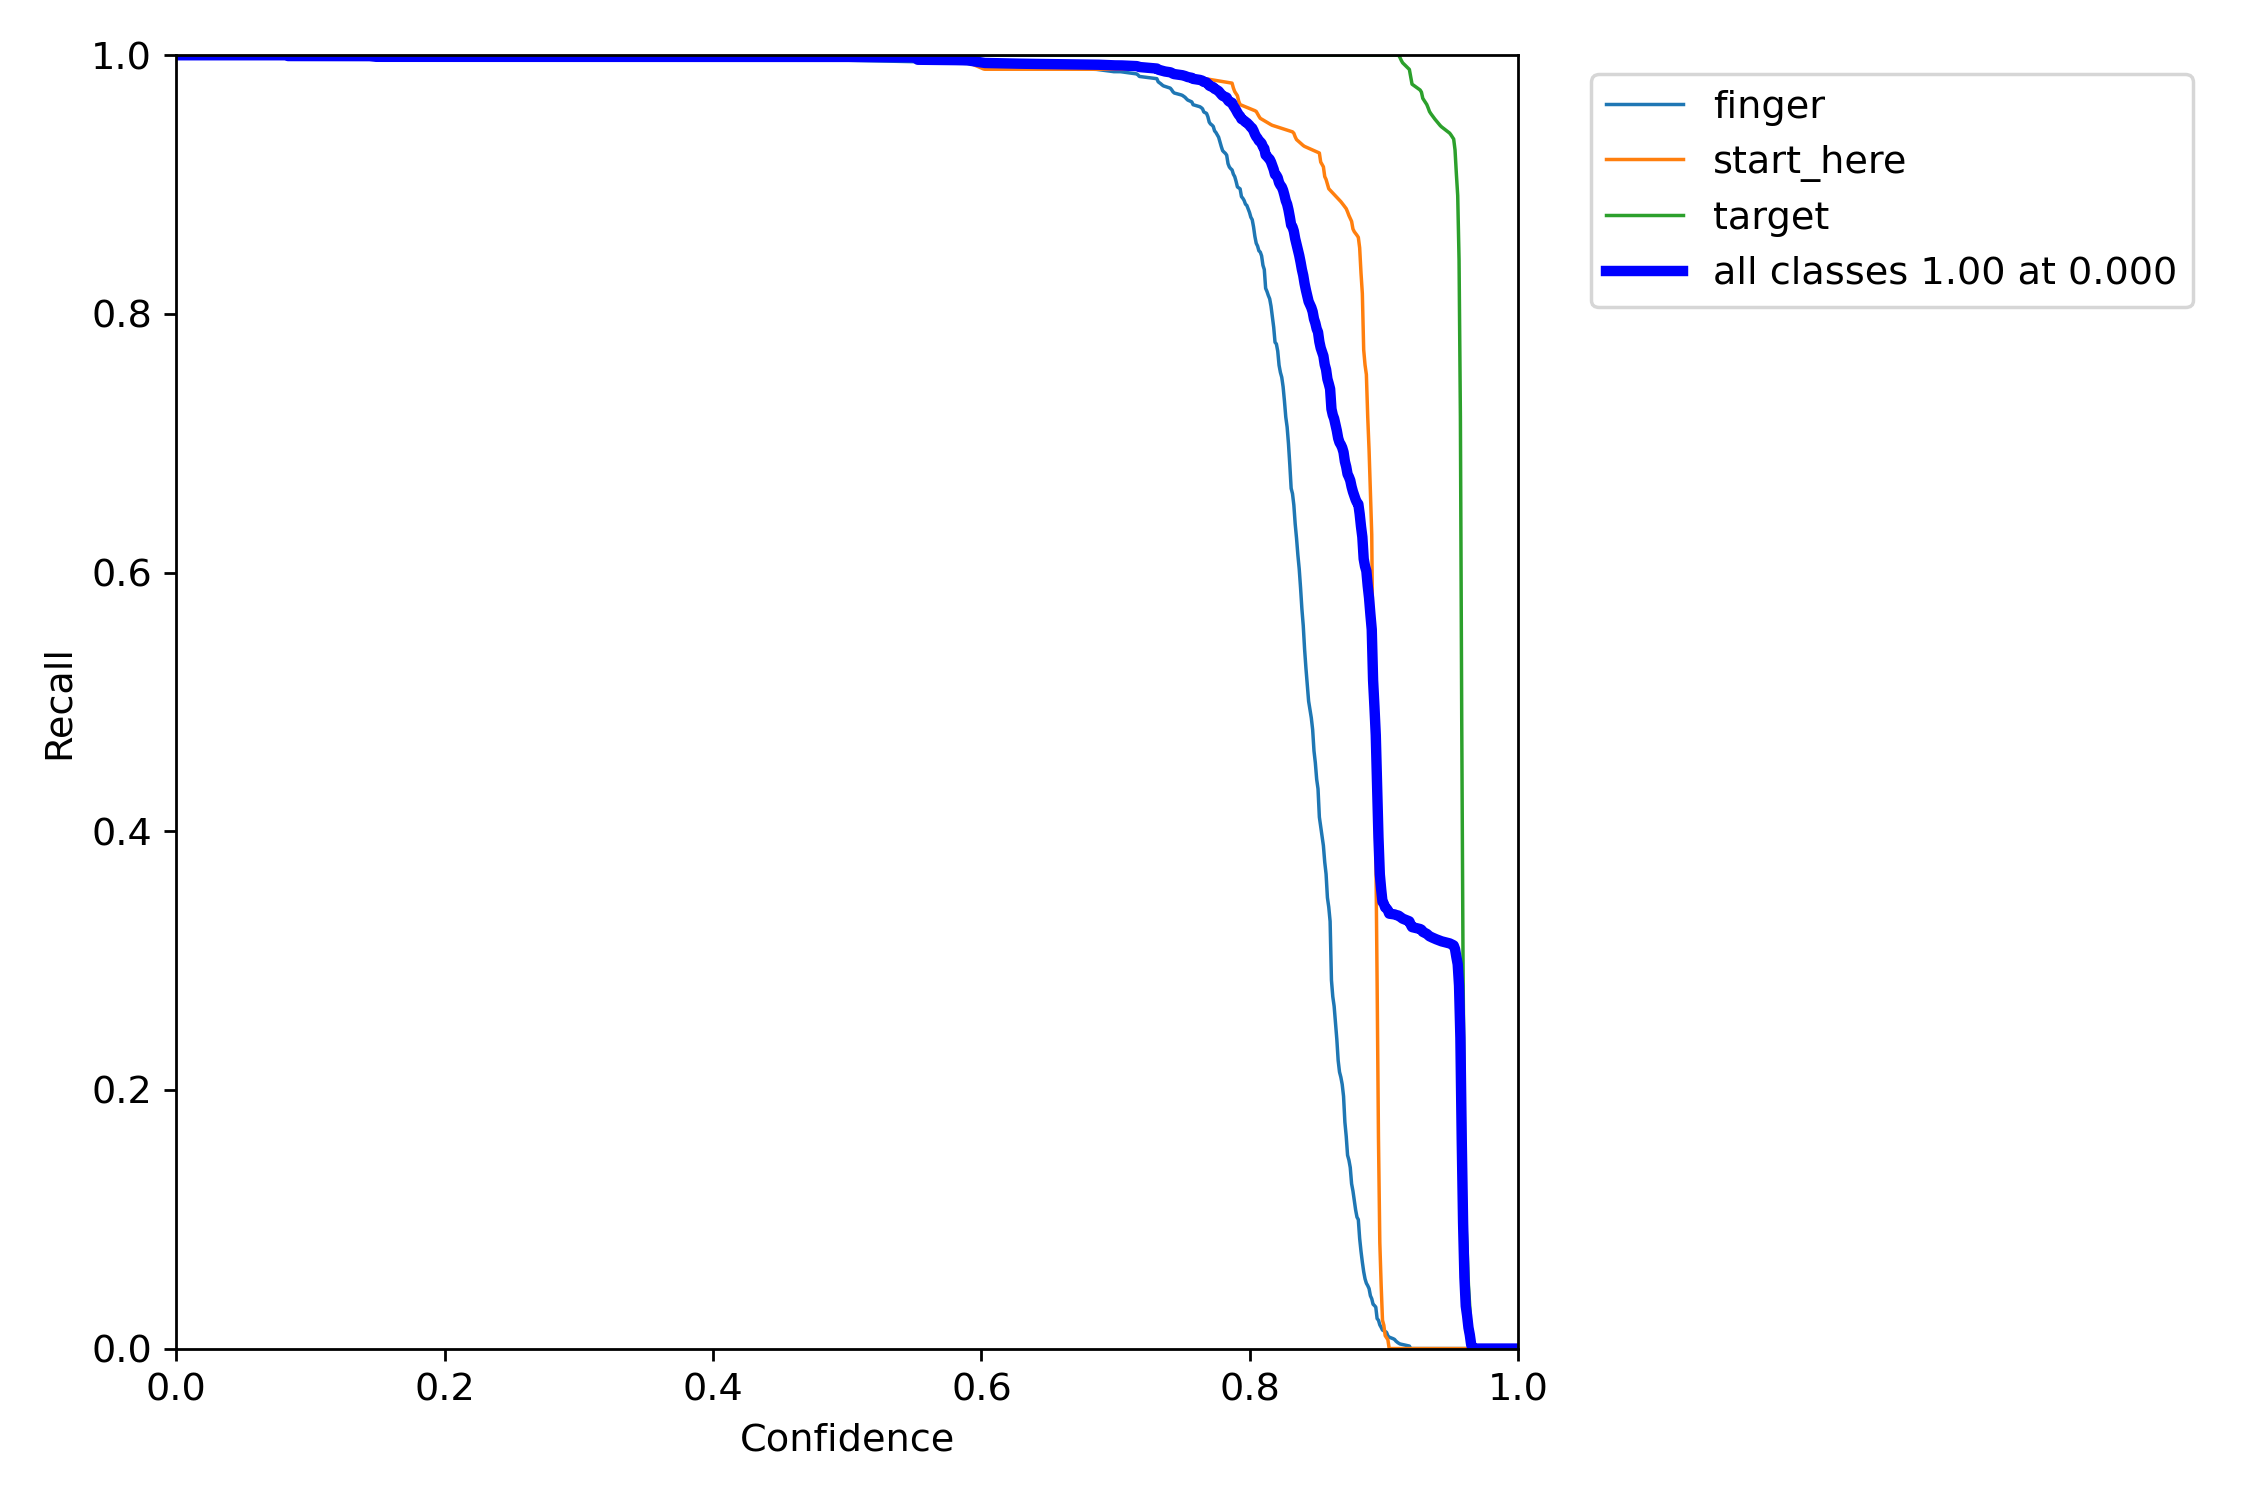 finger
start_here
target
all classes 1.00 at 0.000
1.0
0.8
0.6
0.4
0.2
0.0
Recall
0.0 0.2 0.4 0.6 0.8 1.0
Confidence